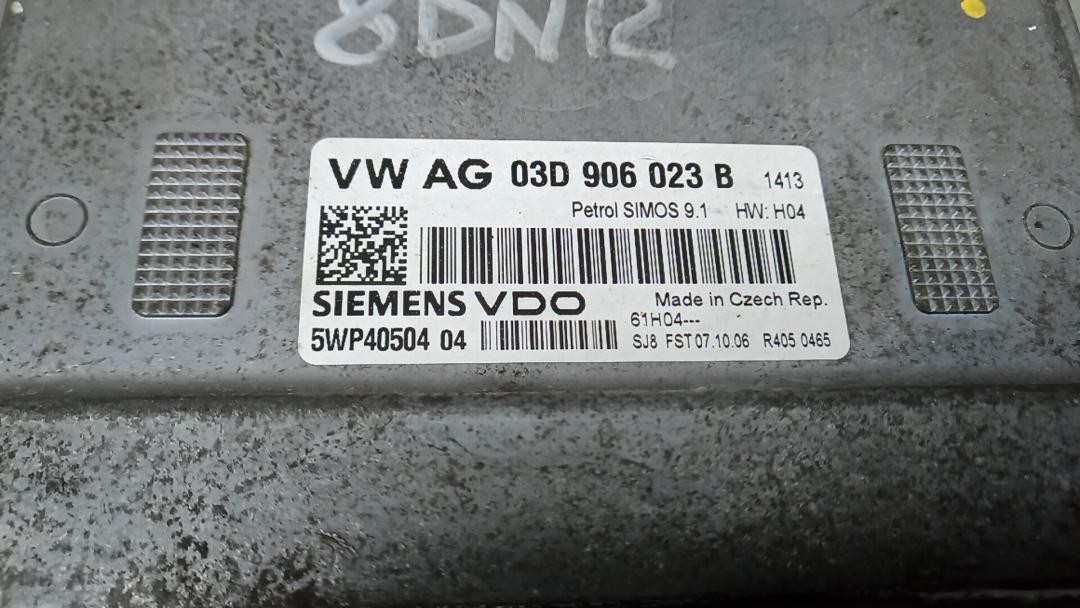 8DN12
VW AG 03D 906 023 B 1413
Petrol SIMOS 9.1 HW: H04
SIEMENS VDO Made in Czech Rep.
61H04---
5WP40504 04 SJ8 FST 07.10.06 R405 0465